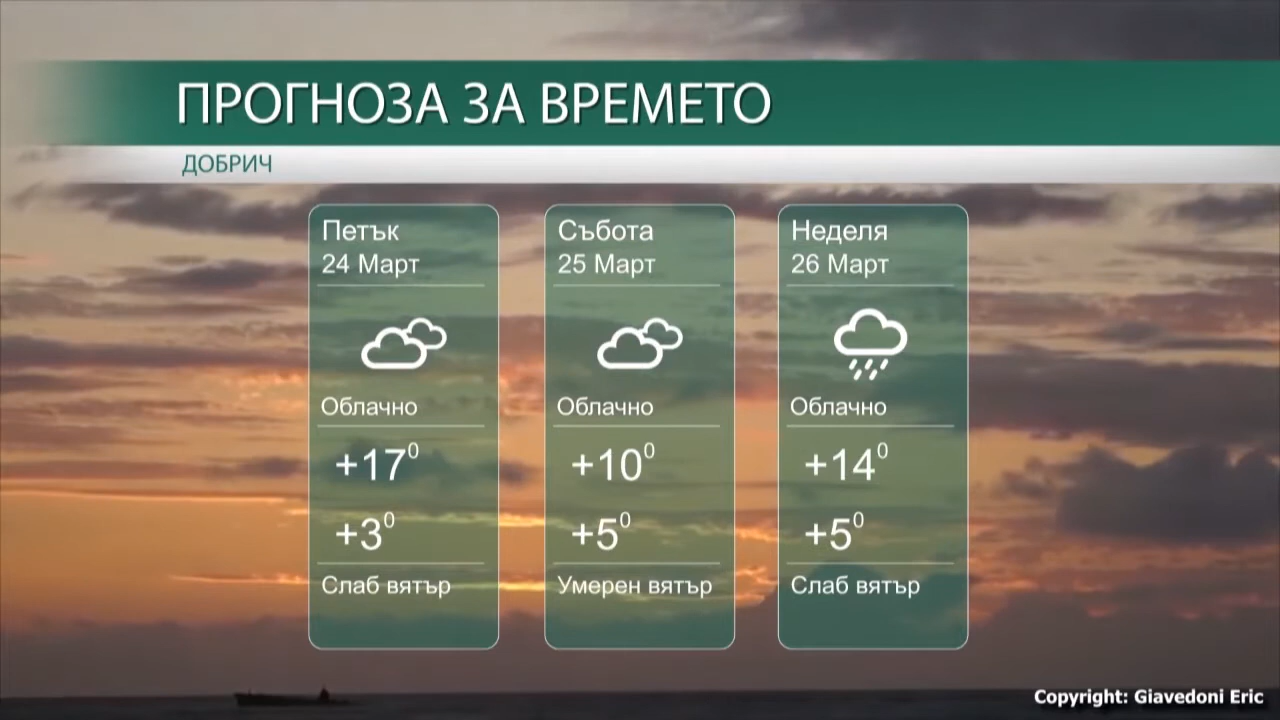 ПРОГНОЗА ЗА ВРЕМЕТО
ДОБРИЧ
Петък
24 Март
Облачно
+17⁰
+3⁰
Слаб вятър
Събота
25 Март
Облачно
+10⁰
+5⁰
Умерен вятър
Неделя
26 Март
Облачно
+14⁰
+5⁰
Слаб вятър
Copyright: Giavedoni Eric